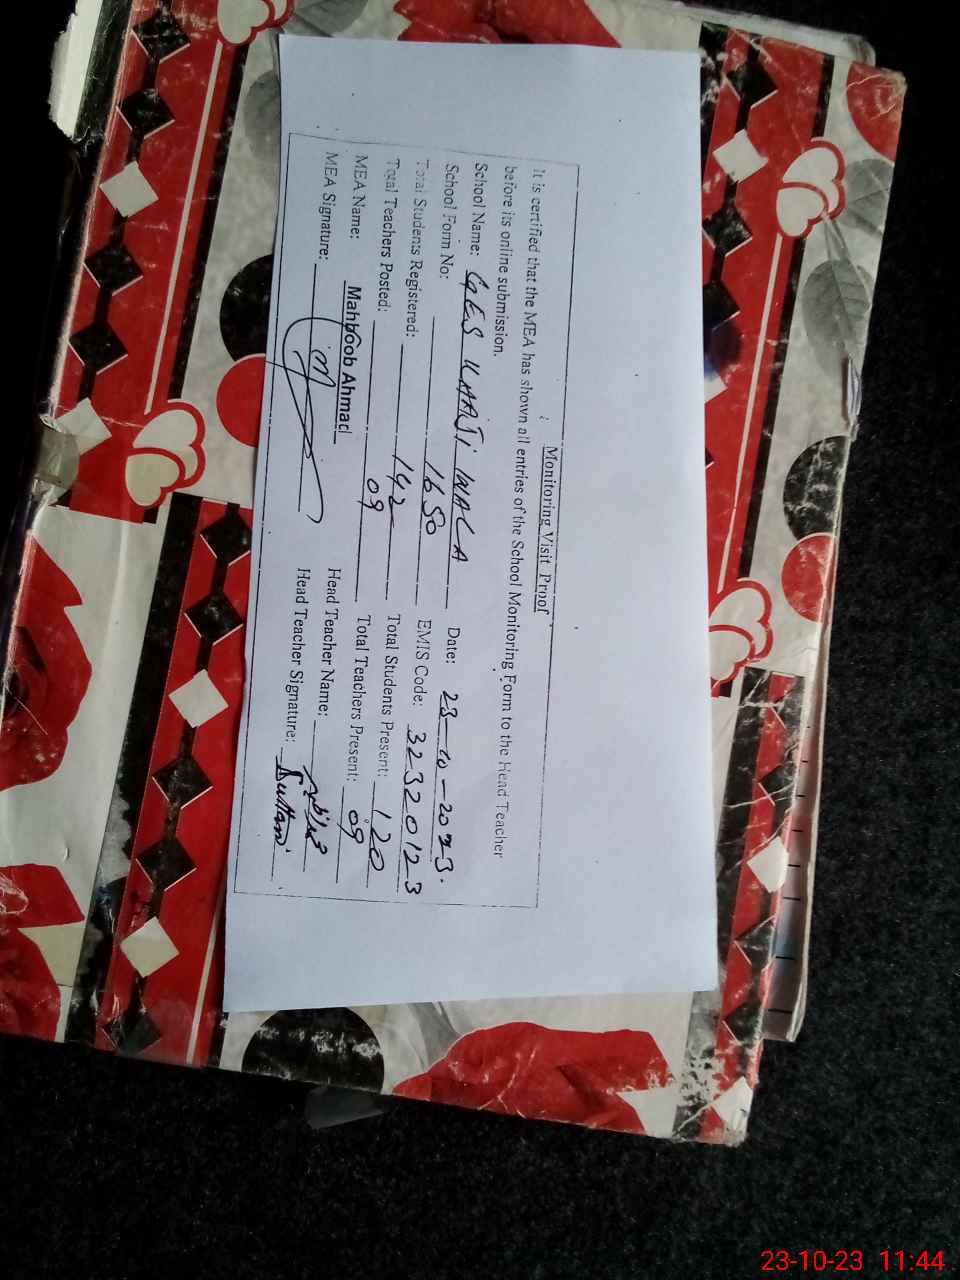 Monitoring Visit Proof
It is certified that the MEA has shown all entries of the School Monitoring Form to the Head Teacher
before its online submission.
School Name: GES KHAJI WALA Date: 23-10-2023.
School Form No: 1650 EMIS Code: 32320123
Total Students Registered: 142 Total Students Present: 120
Total Teachers Posted: 09 Total Teachers Present: 09
MEA Name: Mahboob Ahmad Head Teacher Name:
MEA Signature: Head Teacher Signature:
23-10-23 11:44